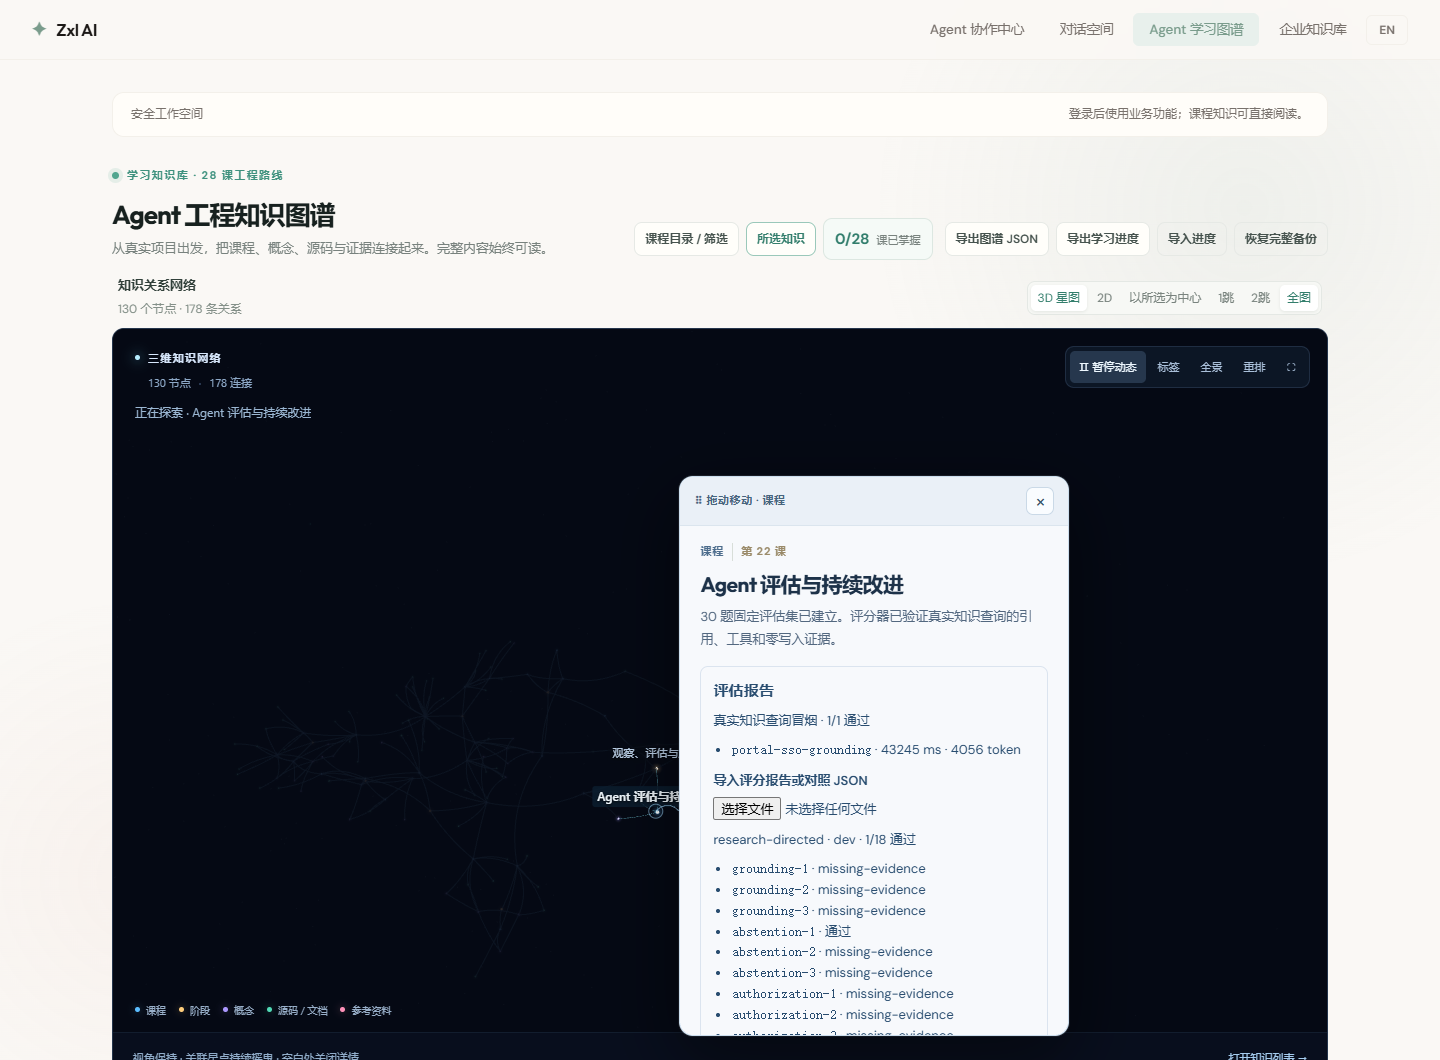 Zxl AI
Agent 协作中心
对话空间
Agent 学习图谱
企业知识库
EN
安全工作空间
登录后使用业务功能；课程知识可直接阅读。
学习知识库 · 28 课工程路线
Agent 工程知识图谱
从真实项目出发，把课程、概念、源码与证据连接起来。完整内容始终可读。
课程目录 / 筛选
所选知识
0/28 课已掌握
导出图谱 JSON
导出学习进度
导入进度
恢复完整备份
知识关系网络
130 个节点 · 178 条关系
3D 星图
2D
以所选为中心
1跳
2跳
全图
三维知识网络
130 节点 · 178 连接
正在探索 · Agent 评估与持续改进
暂停动态
标签
全景
重排
观察、评估与
Agent 评估与持
⠿ 拖动移动 · 课程
×
课程
第 22 课
Agent 评估与持续改进
30 题固定评估集已建立。评分器已验证真实知识查询的引
用、工具和零写入证据。
评估报告
真实知识查询冒烟 · 1/1 通过
• portal-sso-grounding · 43245 ms · 4056 token
导入评分报告或对照 JSON
选择文件 未选择任何文件
research-directed · dev · 1/18 通过
• grounding-1 · missing-evidence
• grounding-2 · missing-evidence
• grounding-3 · missing-evidence
• abstention-1 · 通过
• abstention-2 · missing-evidence
• abstention-3 · missing-evidence
• authorization-1 · missing-evidence
• authorization-2 · missing-evidence
课程
阶段
概念
源码 / 文档
参考资料
打开知识列表 →